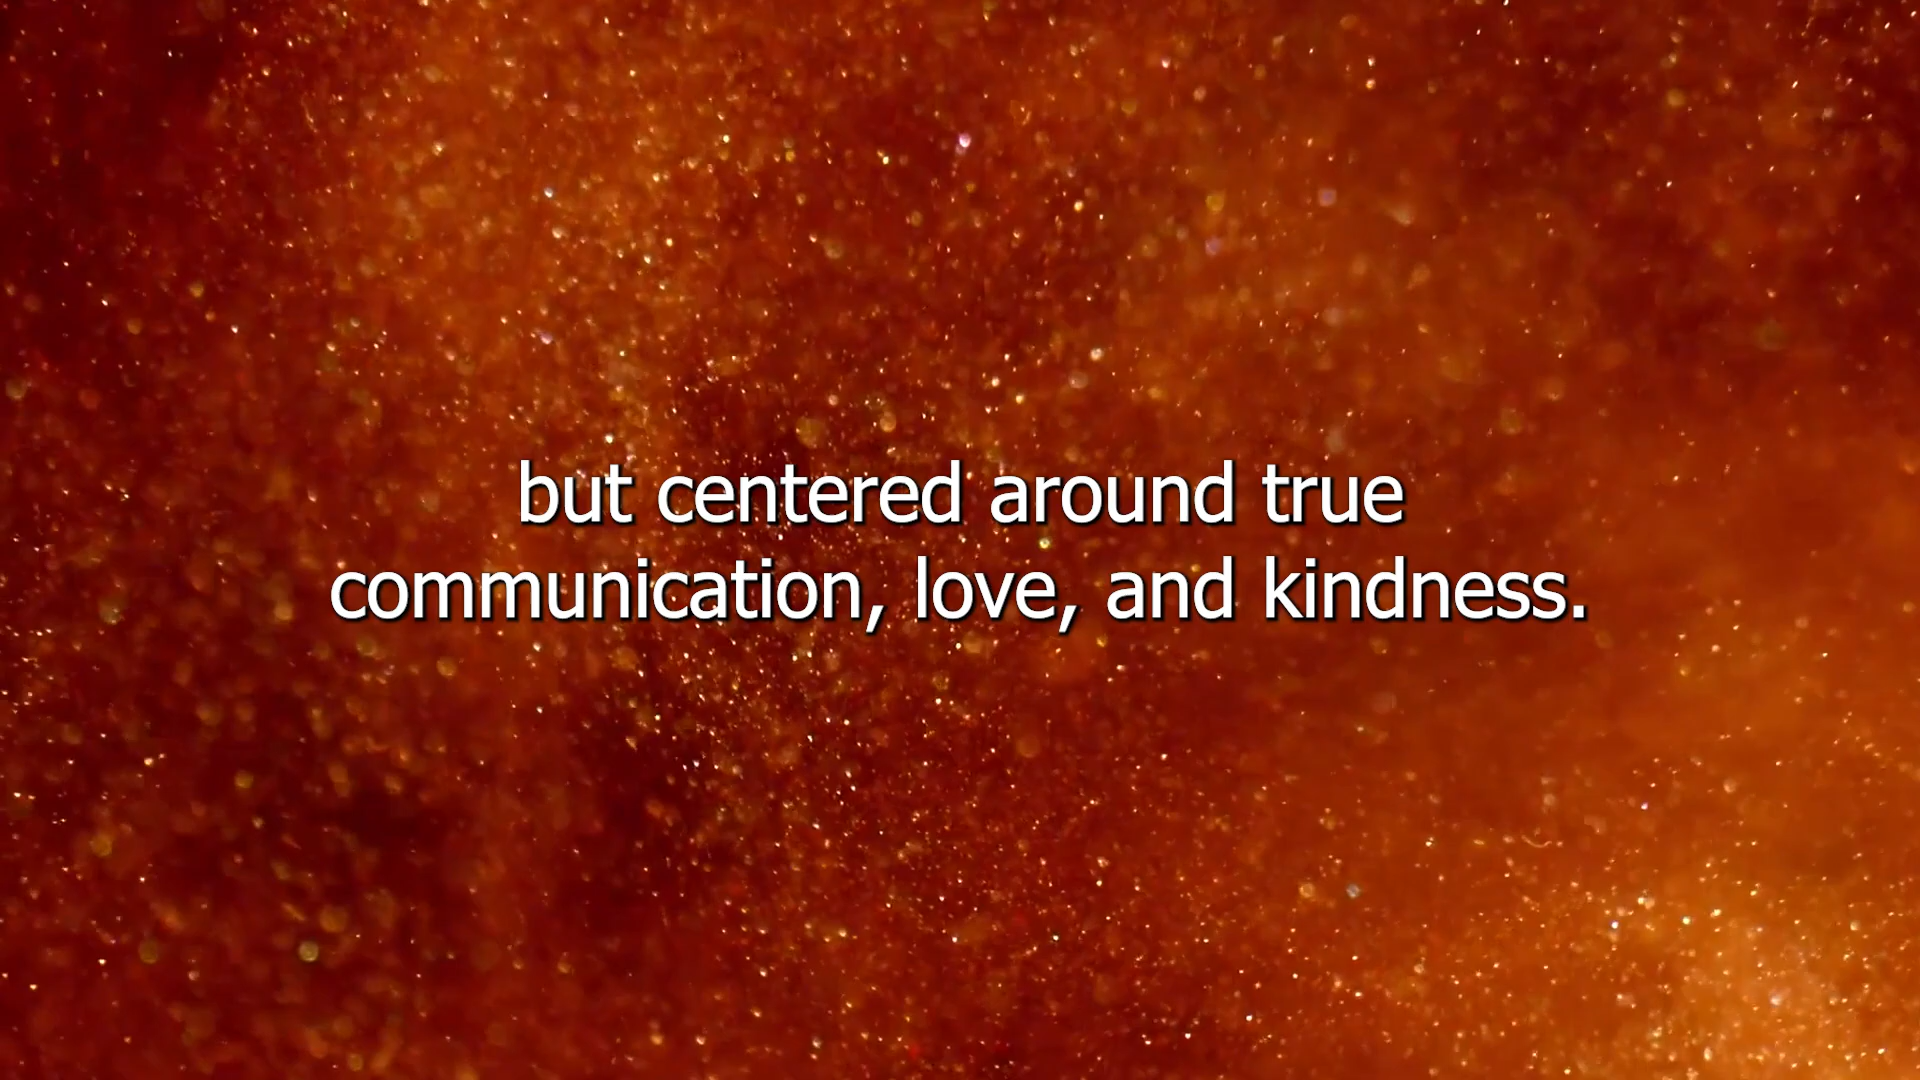 but centered around true
communication, love, and kindness.